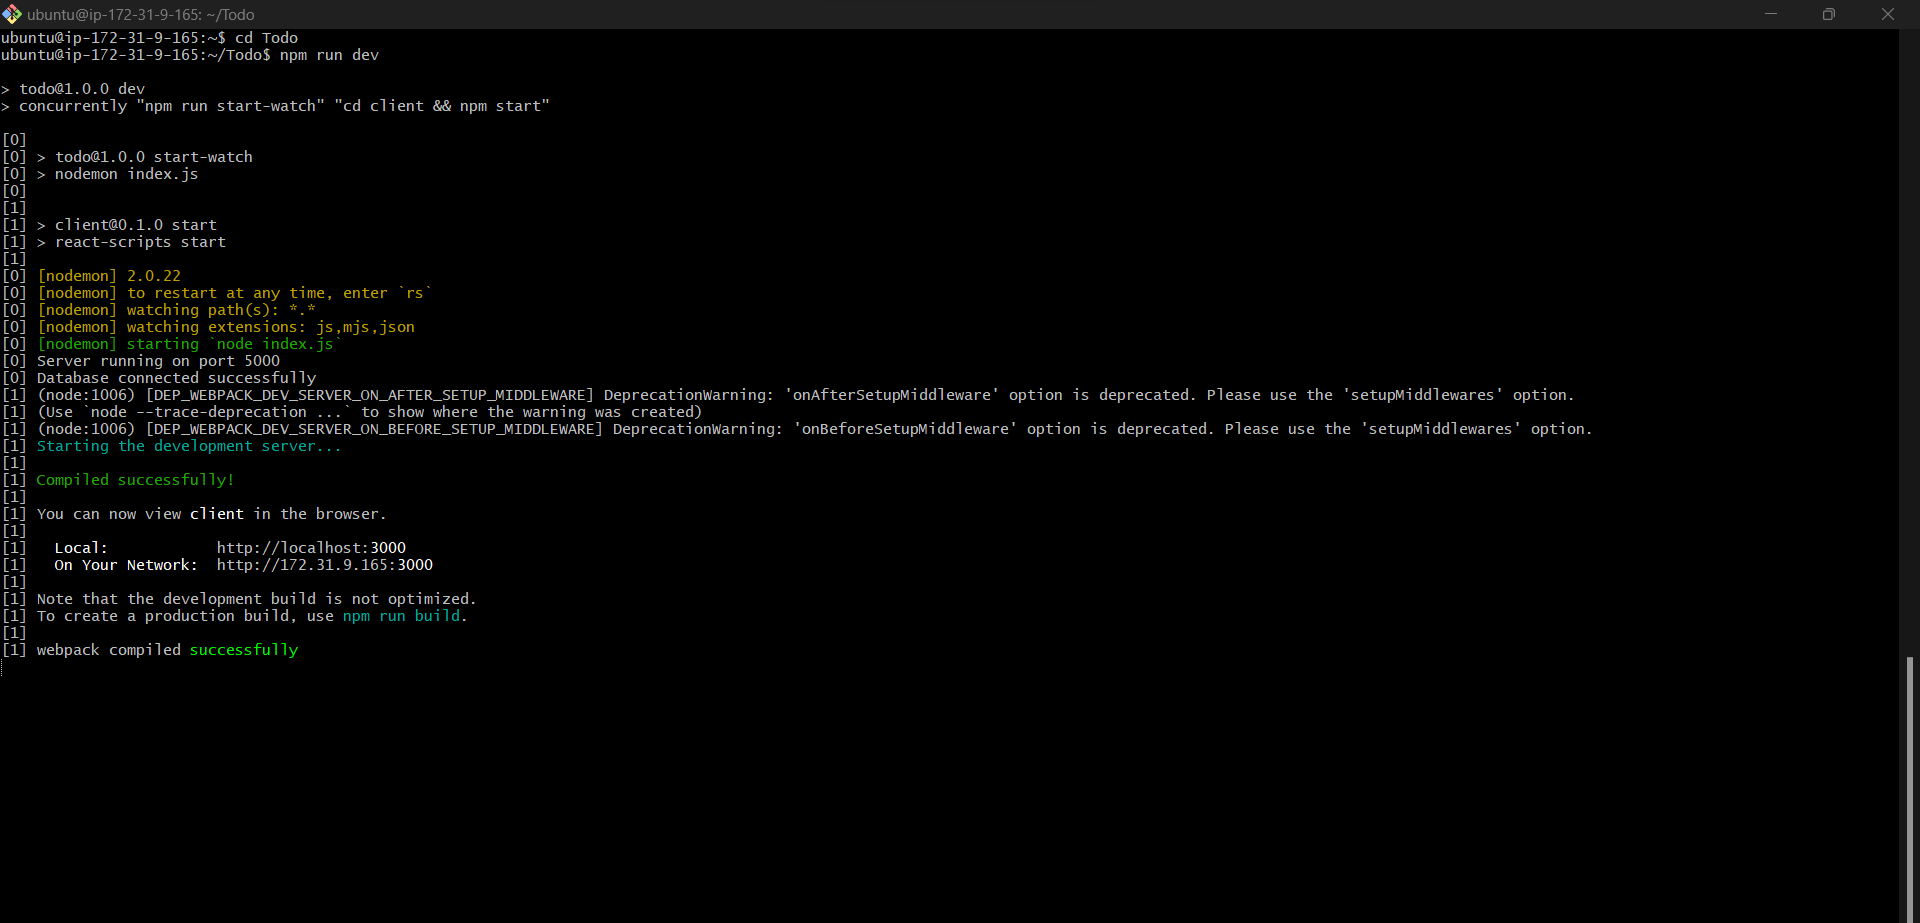 ubuntu@ip-172-31-9-165: ~/Todo
ubuntu@ip-172-31-9-165:~$ cd Todo
ubuntu@ip-172-31-9-165:~/Todo$ npm run dev
> todo@1.0.0 dev
> concurrently "npm run start-watch" "cd client && npm start"
[0]
[0] > todo@1.0.0 start-watch
[0] > nodemon index.js
[0]
[1]
[1] > client@0.1.0 start
[1] > react-scripts start
[1]
[0] [nodemon] 2.0.22
[0] [nodemon] to restart at any time, enter `rs`
[0] [nodemon] watching path(s): *.*
[0] [nodemon] watching extensions: js,mjs,json
[0] [nodemon] starting `node index.js`
[0] Server running on port 5000
[0] Database connected successfully
[1] (node:1006) [DEP_WEBPACK_DEV_SERVER_ON_AFTER_SETUP_MIDDLEWARE] DeprecationWarning: 'onAfterSetupMiddleware' option is deprecated. Please use the 'setupMiddlewares' option.
[1] (Use `node --trace-deprecation ...` to show where the warning was created)
[1] (node:1006) [DEP_WEBPACK_DEV_SERVER_ON_BEFORE_SETUP_MIDDLEWARE] DeprecationWarning: 'onBeforeSetupMiddleware' option is deprecated. Please use the 'setupMiddlewares' option.
[1] Starting the development server...
[1]
[1] Compiled successfully!
[1]
[1] You can now view client in the browser.
[1]
[1]   Local:            http://localhost:3000
[1]   On Your Network:  http://172.31.9.165:3000
[1]
[1] Note that the development build is not optimized.
[1] To create a production build, use npm run build.
[1]
[1] webpack compiled successfully